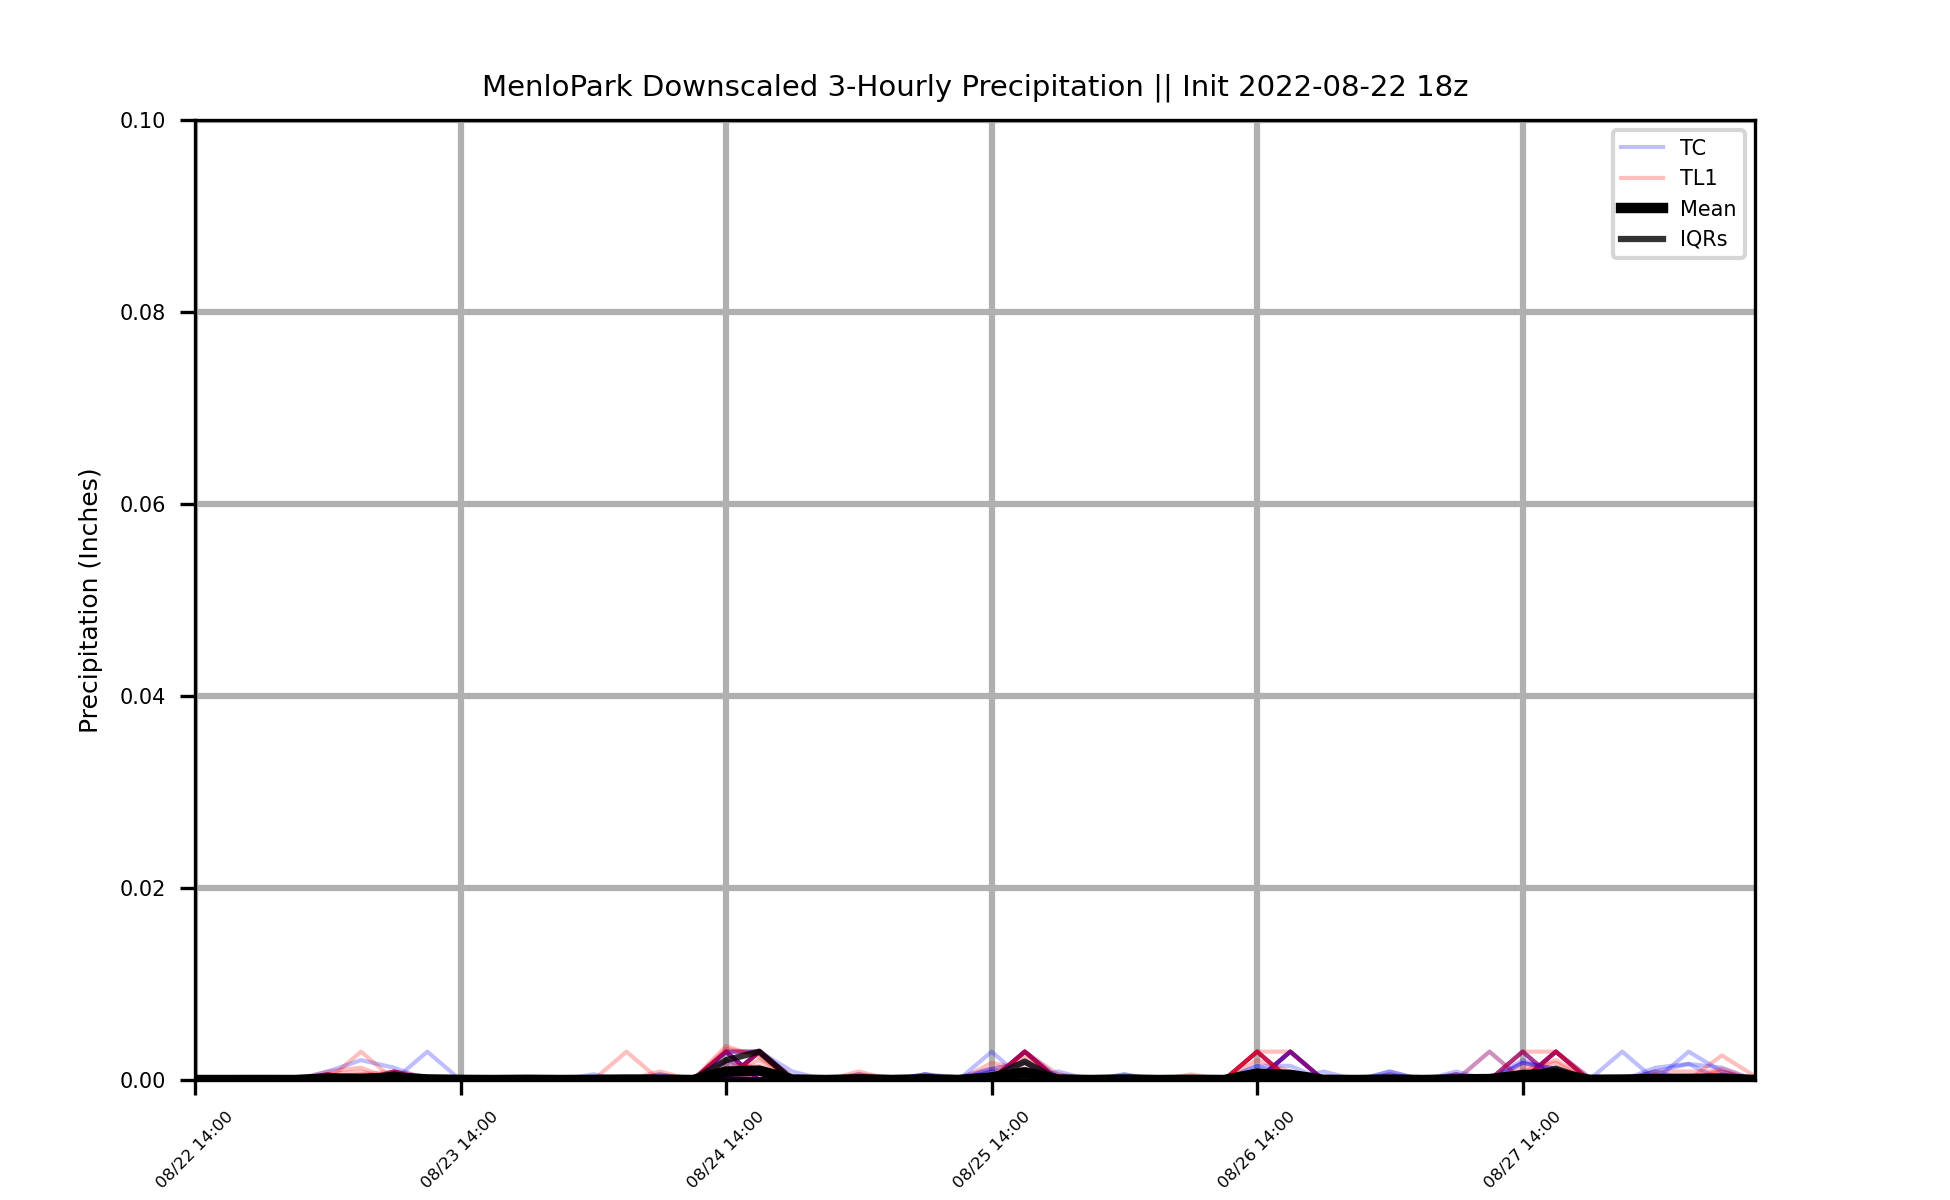 MenloPark Downscaled 3-Hourly Precipitation || Init 2022-08-22 18z
TC
TL1
Mean
IQRs
Precipitation (Inches)
0.10
0.08
0.06
0.04
0.02
0.00
08/22 14:00
08/23 14:00
08/24 14:00
08/25 14:00
08/26 14:00
08/27 14:00